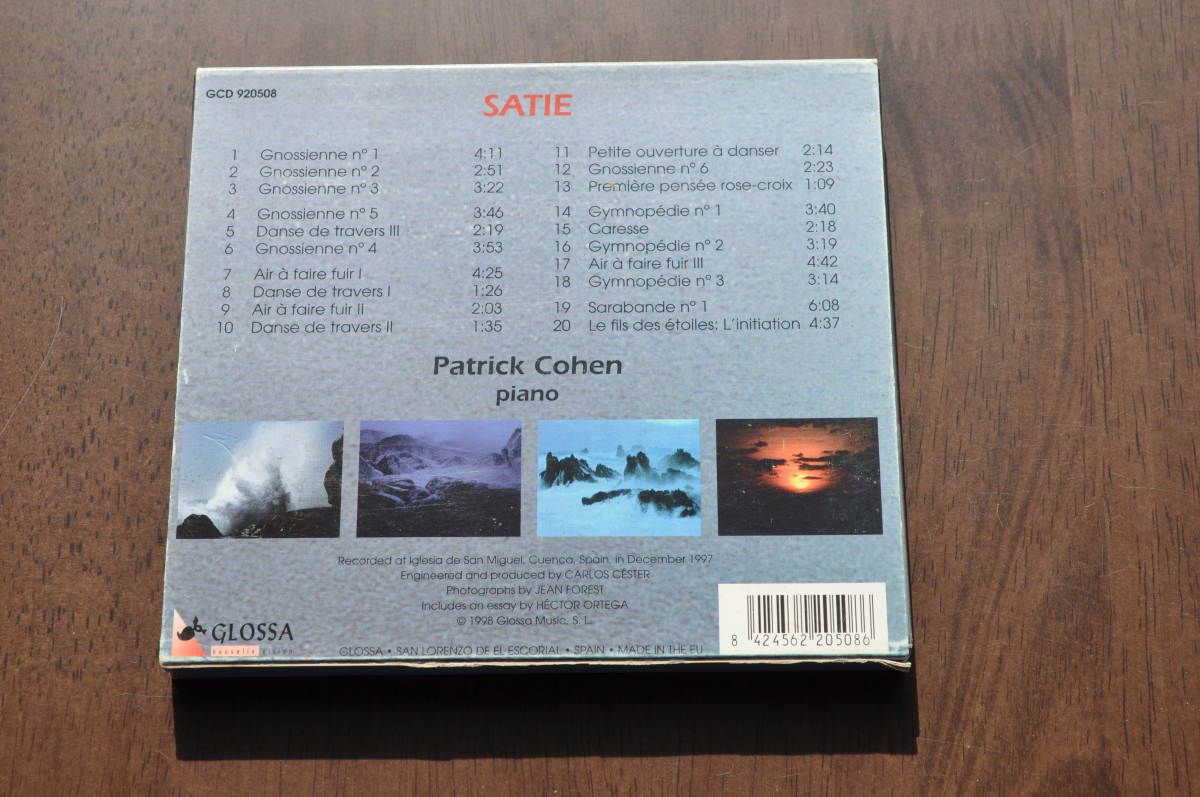 GCD 920508
SATIE
1 Gnossienne nº 1 4:11
2 Gnossienne nº 2 2:51
3 Gnossienne nº 3 3:22
4 Gnossienne nº 5 3:46
5 Danse de travers III 2:19
6 Gnossienne nº 4 3:53
7 Air à faire fuir I 4:25
8 Danse de travers I 1:26
9 Air à faire fuir II 2:03
10 Danse de travers II 1:35
11 Petite ouverture à danser 2:14
12 Gnossienne nº 6 2:23
13 Première pensée rose-croix 1:09
14 Gymnopédie nº 1 3:40
15 Caresse 2:18
16 Gymnopédie nº 2 3:19
17 Air à faire fuir III 4:42
18 Gymnopédie nº 3 3:14
19 Sarabande nº 1 6:08
20 Le fils des étoiles: L'initiation 4:37
Patrick Cohen
piano
Recorded at Iglesia de San Miguel, Cuenca, Spain, in December 1997
Engineered and produced by CARLOS CÉSTER
Photographs by JEAN FOREST
Includes an essay by HÉCTOR ORTEGA
© 1998 Glossa Music, S. L.
GLOSSA
nouvelle vision
GLOSSA • SAN LORENZO DE EL ESCORIAL • SPAIN • MADE IN THE EU
8 424562 205086